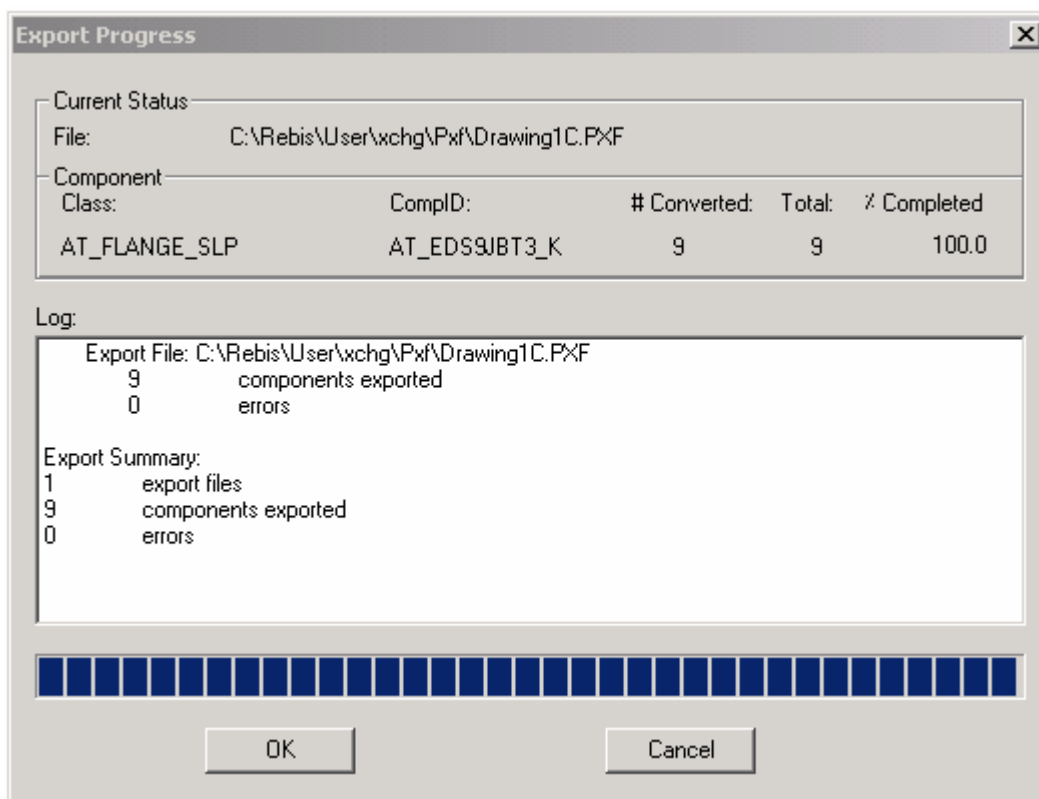 Export Progress
Current Status
File: C:\Rebis\User\xchg\Pxf\Drawing1C.PXF
Component
Class: CompID: # Converted: Total: % Completed
AT_FLANGE_SLP AT_EDS9JBT3_K 9 9 100.0
Log:
Export File: C:\Rebis\User\xchg\Pxf\Drawing1C.PXF
9 components exported
0 errors
Export Summary:
1 export files
9 components exported
0 errors
OK Cancel